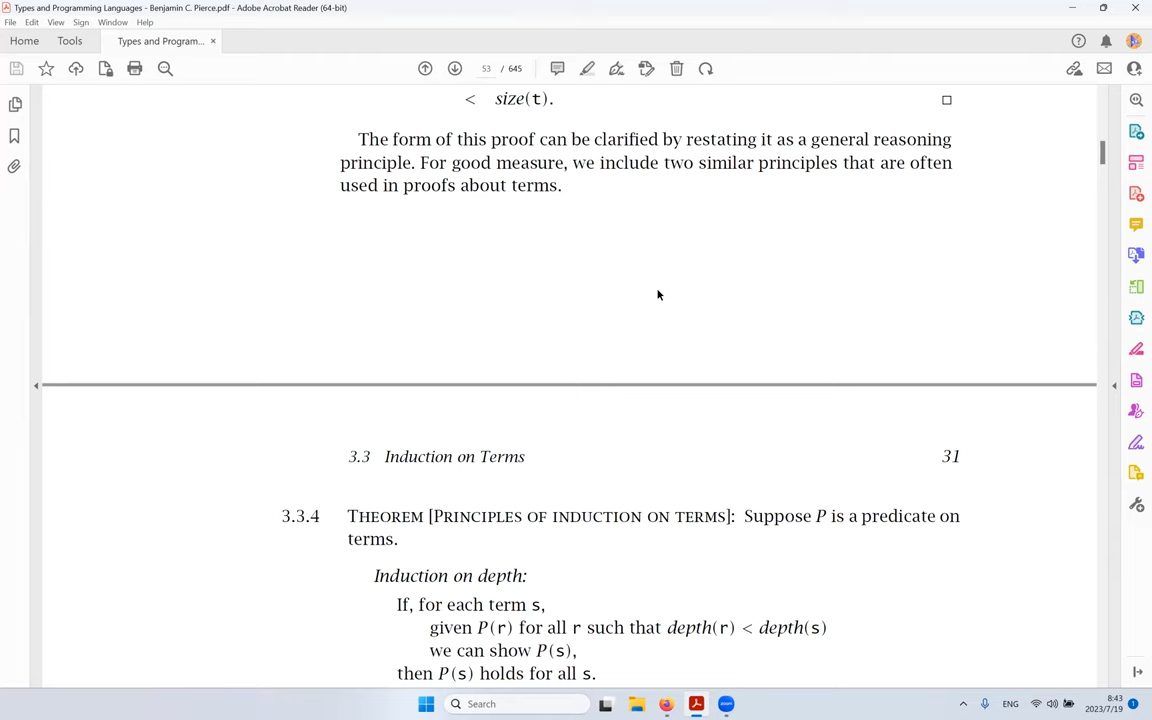 Types and Programming Languages - Benjamin C. Pierce.pdf - Adobe Acrobat Reader (64-bit)
File Edit View Sign Window Help
Home Tools Types and Program... ×
53 / 645
< size(t). □
The form of this proof can be clarified by restating it as a general reasoning
principle. For good measure, we include two similar principles that are often
used in proofs about terms.
3.3 Induction on Terms 31
3.3.4 Theorem [Principles of induction on terms]: Suppose P is a predicate on
terms.
Induction on depth:
If, for each term s,
given P(r) for all r such that depth(r) < depth(s)
we can show P(s),
then P(s) holds for all s.
Search ENG 8:43
2023/7/19 1